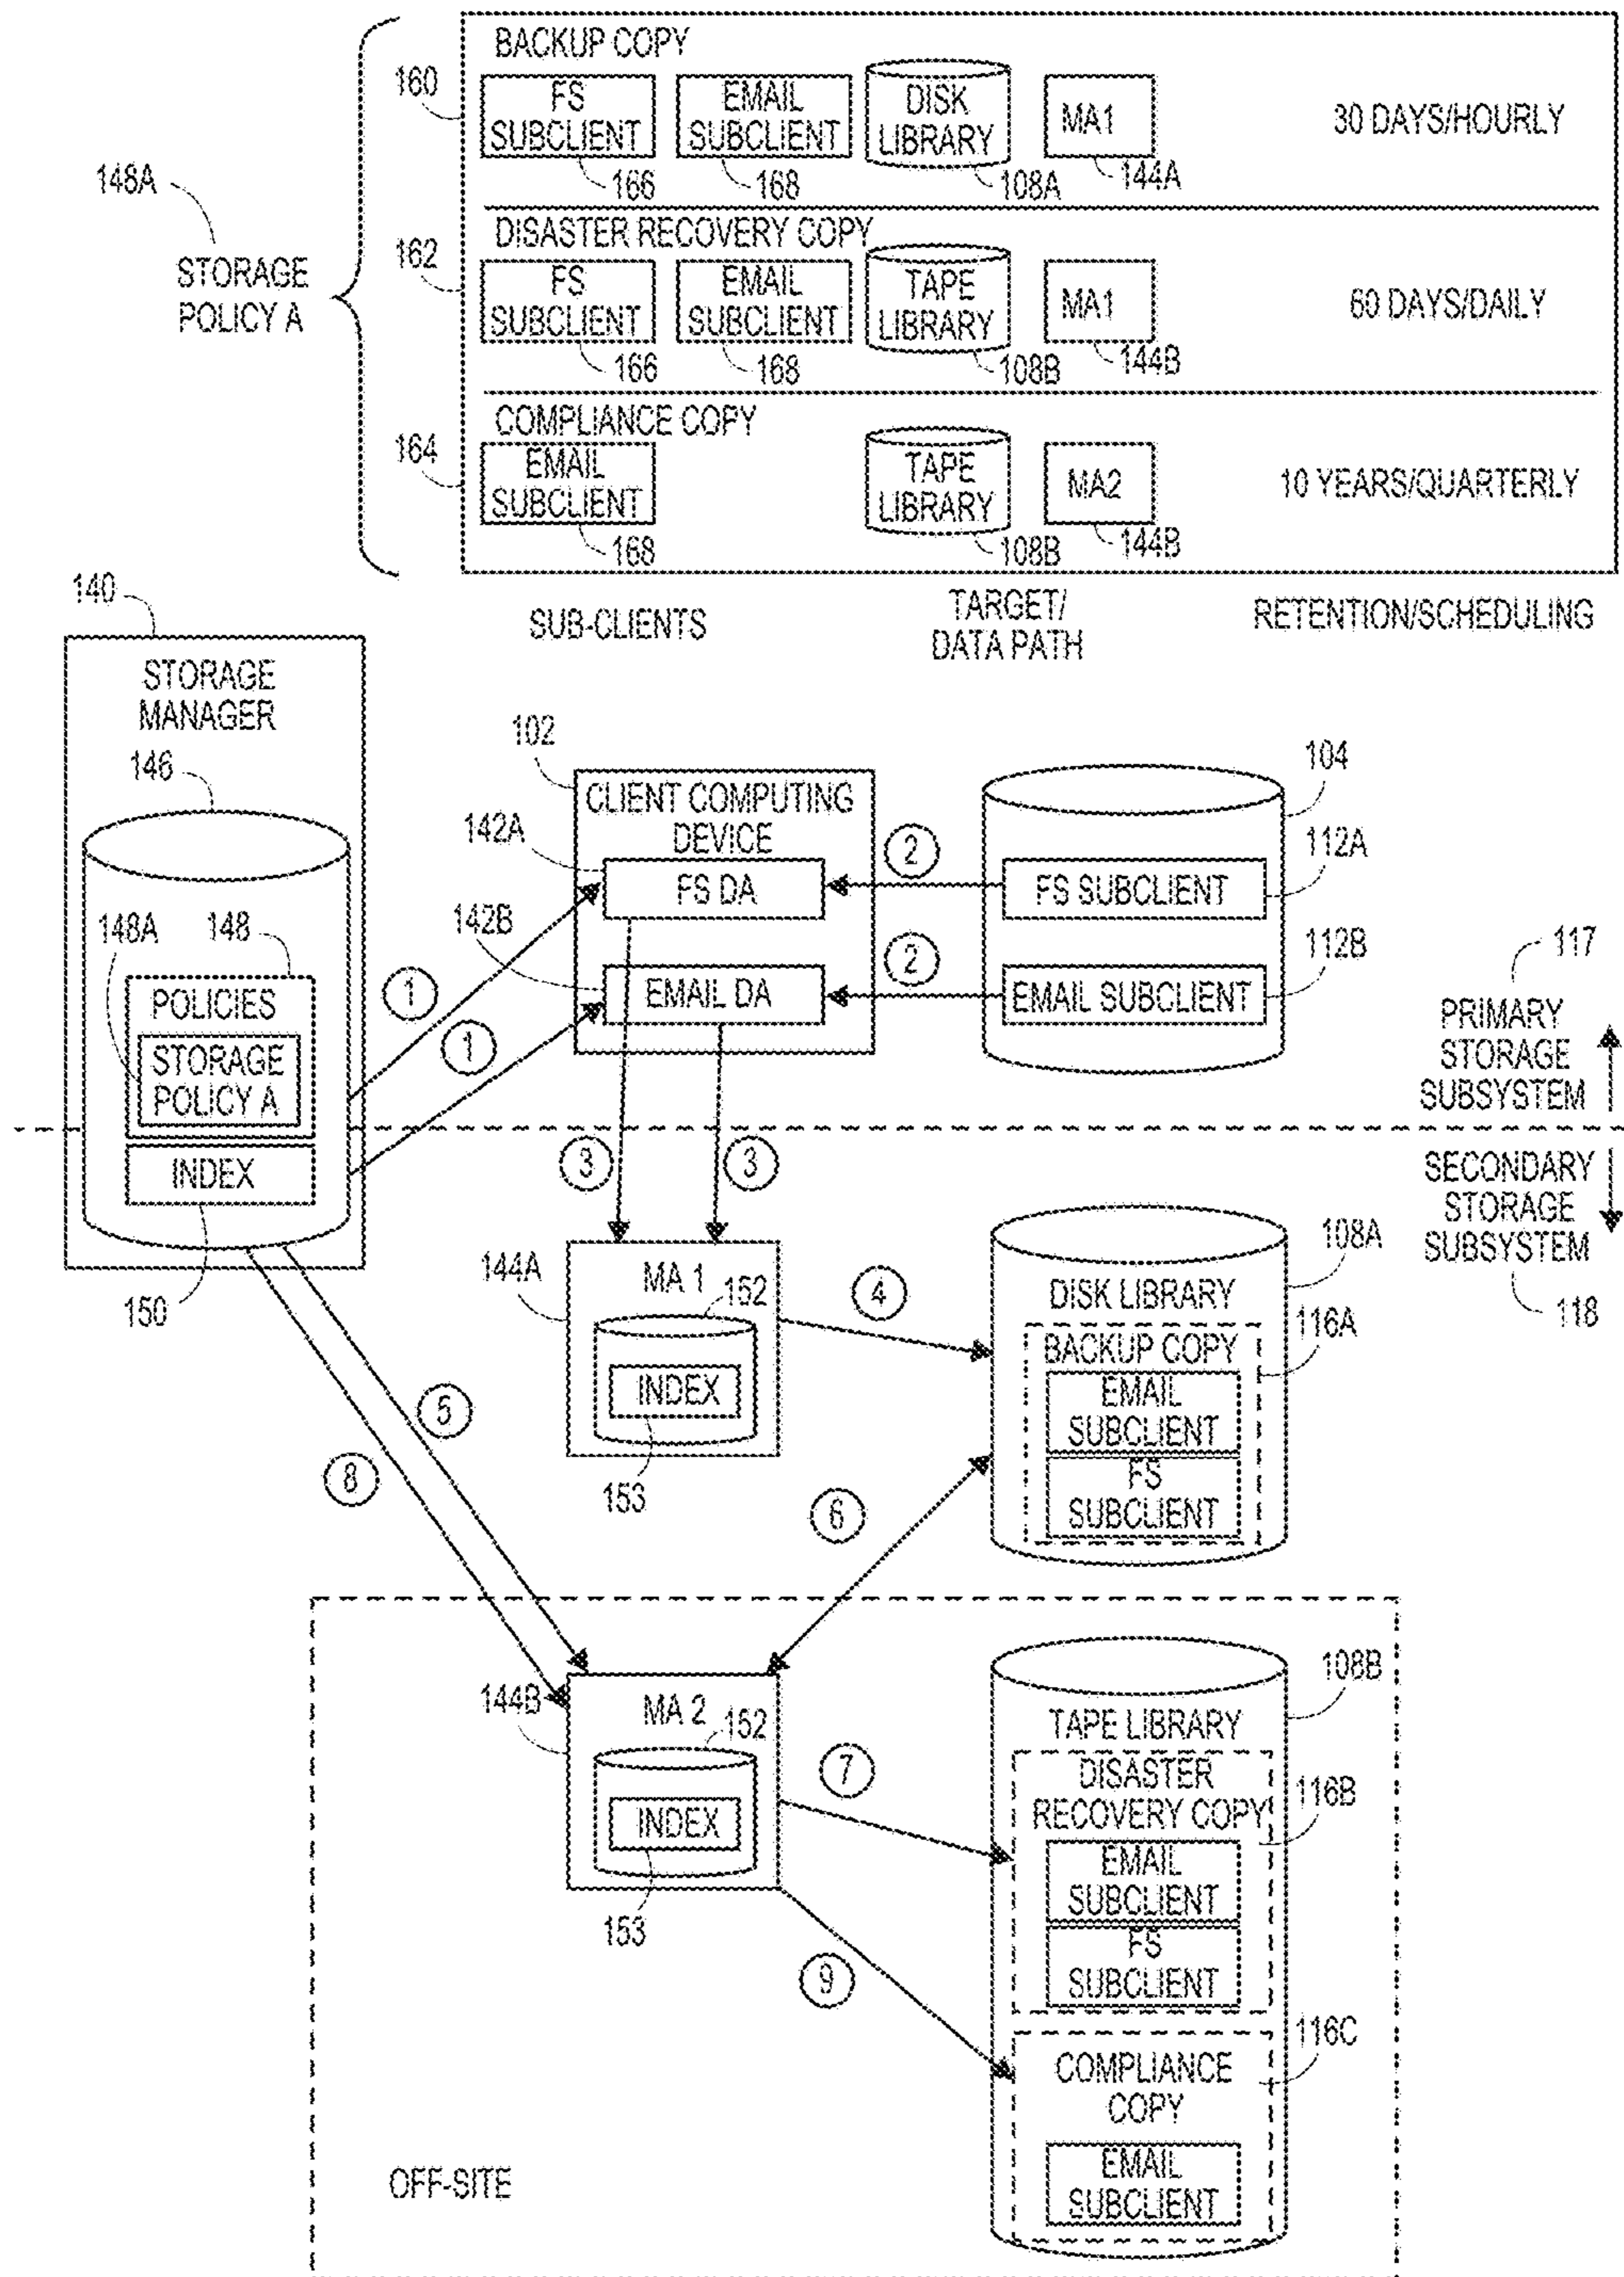 BACKUP COPY
160
FS
SUBCLIENT
166
EMAIL
SUBCLIENT
168
DISK
LIBRARY
108A
MA1
144A
30 DAYS/HOURLY
148A
STORAGE
POLICY A
DISASTER RECOVERY COPY
162
FS
SUBCLIENT
166
EMAIL
SUBCLIENT
168
TAPE
LIBRARY
108B
MA1
144B
60 DAYS/DAILY
COMPLIANCE COPY
164
EMAIL
SUBCLIENT
168
TAPE
LIBRARY
108B
MA2
144B
10 YEARS/QUARTERLY
SUB-CLIENTS
TARGET/
DATA PATH
RETENTION/SCHEDULING
140
STORAGE
MANAGER
146
148A
148
POLICIES
STORAGE
POLICY A
INDEX
150
1
1
102
CLIENT COMPUTING
DEVICE
142A
FS DA
142B
EMAIL DA
2
2
104
FS SUBCLIENT
112A
EMAIL SUBCLIENT
112B
117
PRIMARY
STORAGE
SUBSYSTEM
SECONDARY
STORAGE
SUBSYSTEM
118
3
3
144A
MA 1
152
INDEX
153
4
108A
DISK LIBRARY
116A
BACKUP COPY
EMAIL
SUBCLIENT
FS
SUBCLIENT
5
8
6
144B
MA 2
152
INDEX
153
7
9
108B
TAPE LIBRARY
DISASTER
RECOVERY COPY
116B
EMAIL
SUBCLIENT
FS
SUBCLIENT
116C
COMPLIANCE
COPY
EMAIL
SUBCLIENT
OFF-SITE